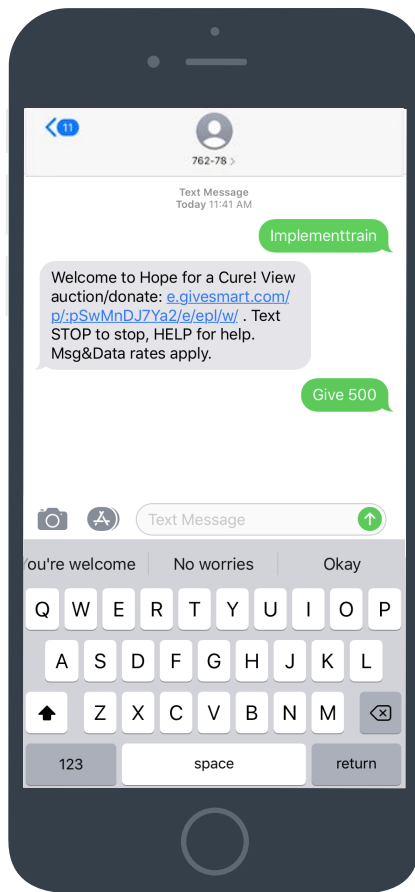 11
762-78 >
Text Message
Today 11:41 AM
Implementtrain
Welcome to Hope for a Cure! View
auction/donate: e.givesmart.com/
p/:pSwMnDJ7Ya2/e/epl/w/ . Text
STOP to stop, HELP for help.
Msg&Data rates apply.
Give 500
Text Message
You're welcome No worries Okay
Q W E R T Y U I O P
A S D F G H J K L
Z X C V B N M
123 space return